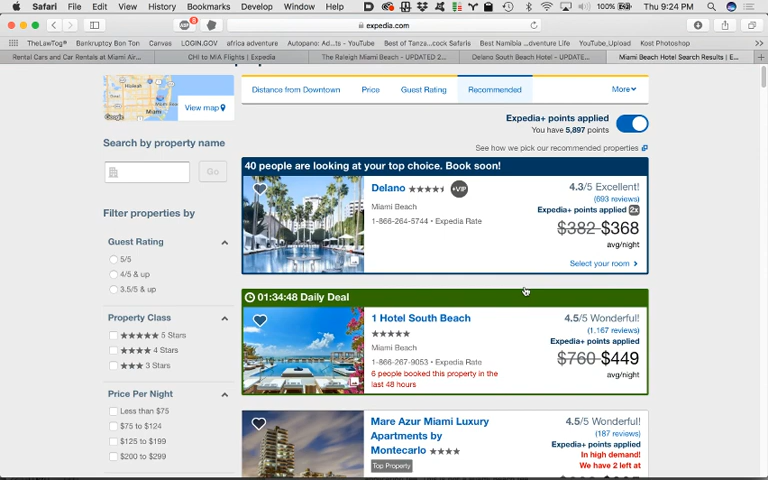 Safari File Edit View History Bookmarks Develop Window Help
100% Thu 9:24 PM
8
expedia.com
TheLawTog® Bankruptcy Bon Ton Canvas LOGIN.GOV africa adventure Autopano: Ad...ts - YouTube Best of Tanza...ock Safaris Best Namibia ...dventure Life YouTube_Upload Kost Photoshop
Rental Cars and Car Rentals at Miami Air... CHI to MIA Flights | Expedia The Raleigh Miami Beach - UPDATED 2... Delano South Beach Hotel - UPDATE... Miami Beach Hotel Search Results | E...
Hialeah
Miami
Google
View map
Distance from Downtown Price Guest Rating Recommended More
Expedia+ points applied
You have 5,897 points
See how we pick our recommended properties
Search by property name
Go
Filter properties by
Guest Rating
5/5
4/5 & up
3.5/5 & up
Property Class
5 Stars
4 Stars
3 Stars
Price Per Night
Less than $75
$75 to $124
$125 to $199
$200 to $299
40 people are looking at your top choice. Book soon!
Delano +VIP
Miami Beach
1-866-264-5744 • Expedia Rate
4.3/5 Excellent!
(693 reviews)
Expedia+ points applied 2x
$382 $368
avg/night
Select your room
01:34:48 Daily Deal
1 Hotel South Beach
Miami Beach
1-866-267-9053 • Expedia Rate
6 people booked this property in the
last 48 hours
4.5/5 Wonderful!
(1,167 reviews)
Expedia+ points applied
$760 $449
avg/night
Mare Azur Miami Luxury
Apartments by
Montecarlo
Top Property
4.5/5 Wonderful!
(187 reviews)
Expedia+ points applied
In high demand!
We have 2 left at